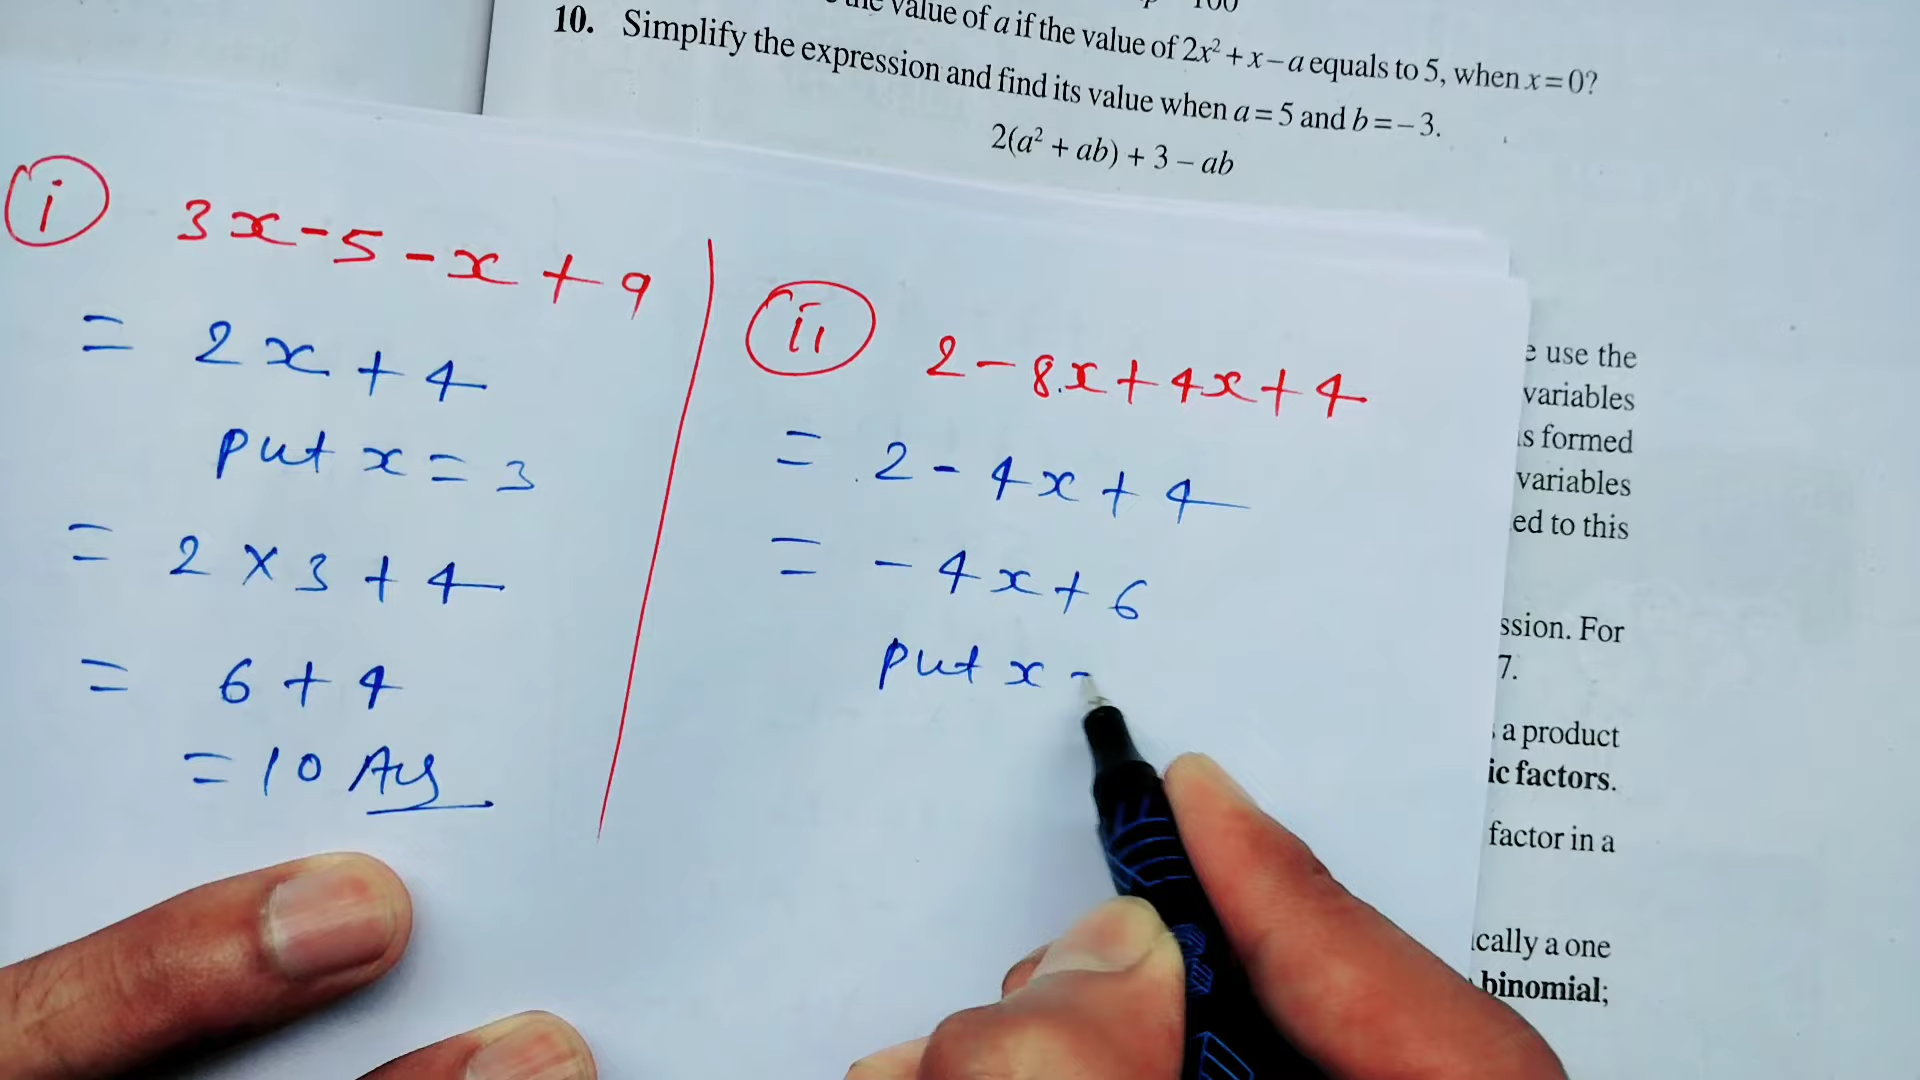 value of a if the value of 2x² + x – a equals to 5, when x = 0?
10. Simplify the expression and find its value when a = 5 and b = – 3.
2(a² + ab) + 3 – ab
i 3x - 5 - x + 9
= 2x + 4
put x = 3
= 2 × 3 + 4
= 6 + 4
= 10 Ans
ii 2 - 8x + 4x + 4
= 2 - 4x + 4
= - 4x + 6
put x
use the
variables
formed
variables
ed to this
ssion. For
7.
a product
ic factors.
factor in a
cally a one
binomial;